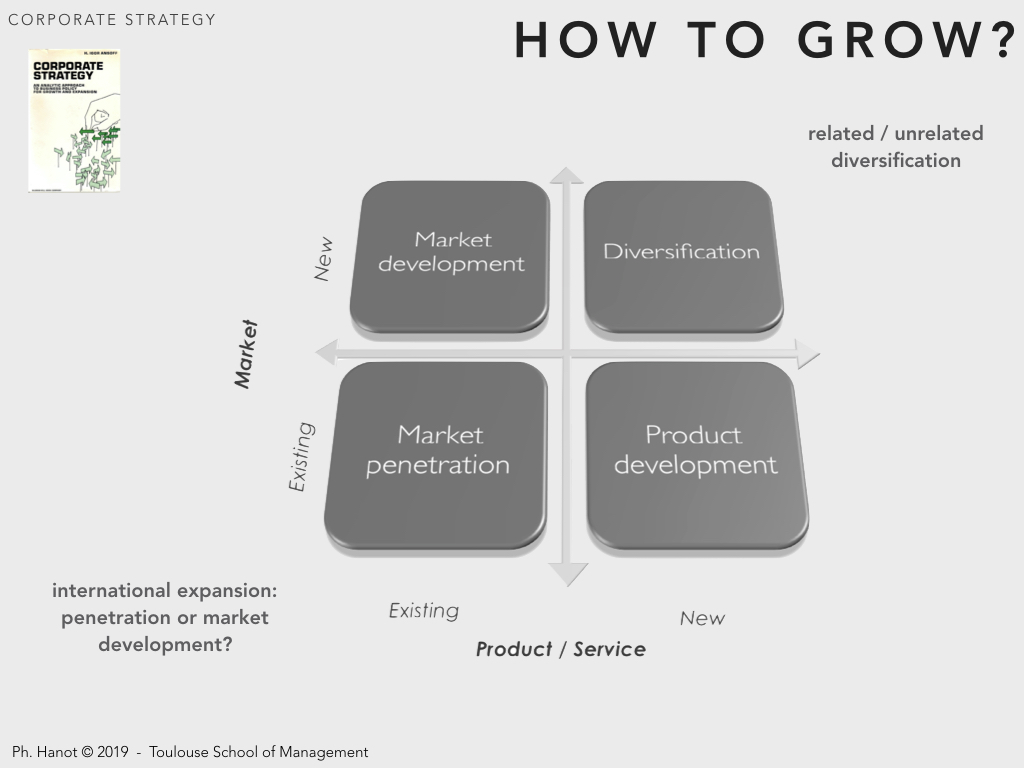 CORPORATE STRATEGY
HOW TO GROW?
H. IGOR ANSOFF
CORPORATE
STRATEGY
AN ANALYTIC APPROACH
TO BUSINESS POLICY
FOR GROWTH AND EXPANSION
related / unrelated
diversification
New
Market
development
Diversification
Market
Existing
Market
penetration
Product
development
international expansion:
penetration or market
development?
Existing
New
Product / Service
Ph. Hanot © 2019 - Toulouse School of Management